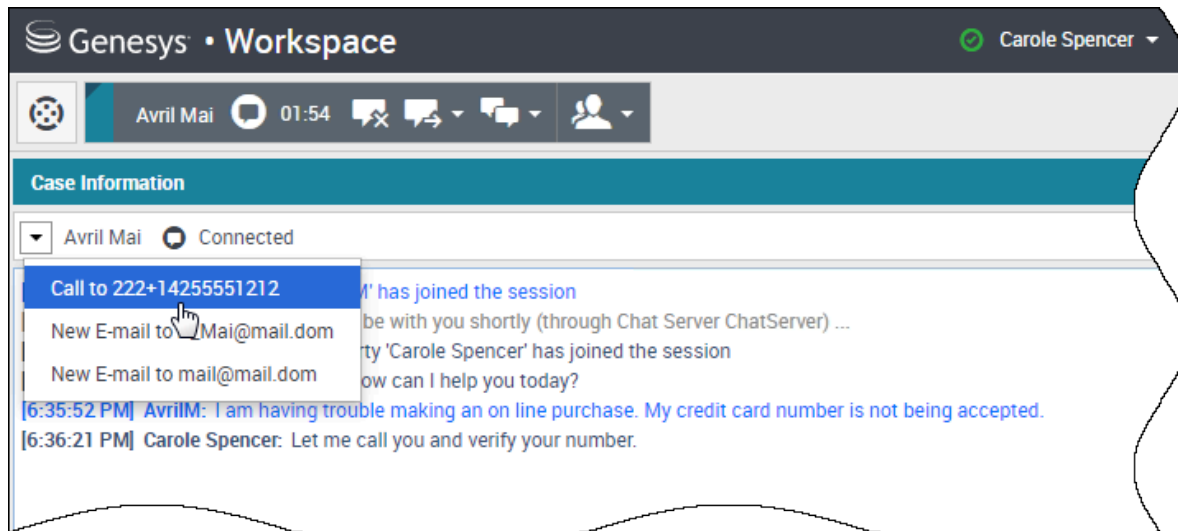 Genesys • Workspace
Carole Spencer
Avril Mai 01:54
Case Information
Avril Mai Connected
Call to 222+14255551212
New E-mail to Mai@mail.dom
New E-mail to mail@mail.dom
' has joined the session
be with you shortly (through Chat Server ChatServer) ...
rty 'Carole Spencer' has joined the session
ow can I help you today?
[6:35:52 PM] AvrilM: I am having trouble making an on line purchase. My credit card number is not being accepted.
[6:36:21 PM] Carole Spencer: Let me call you and verify your number.